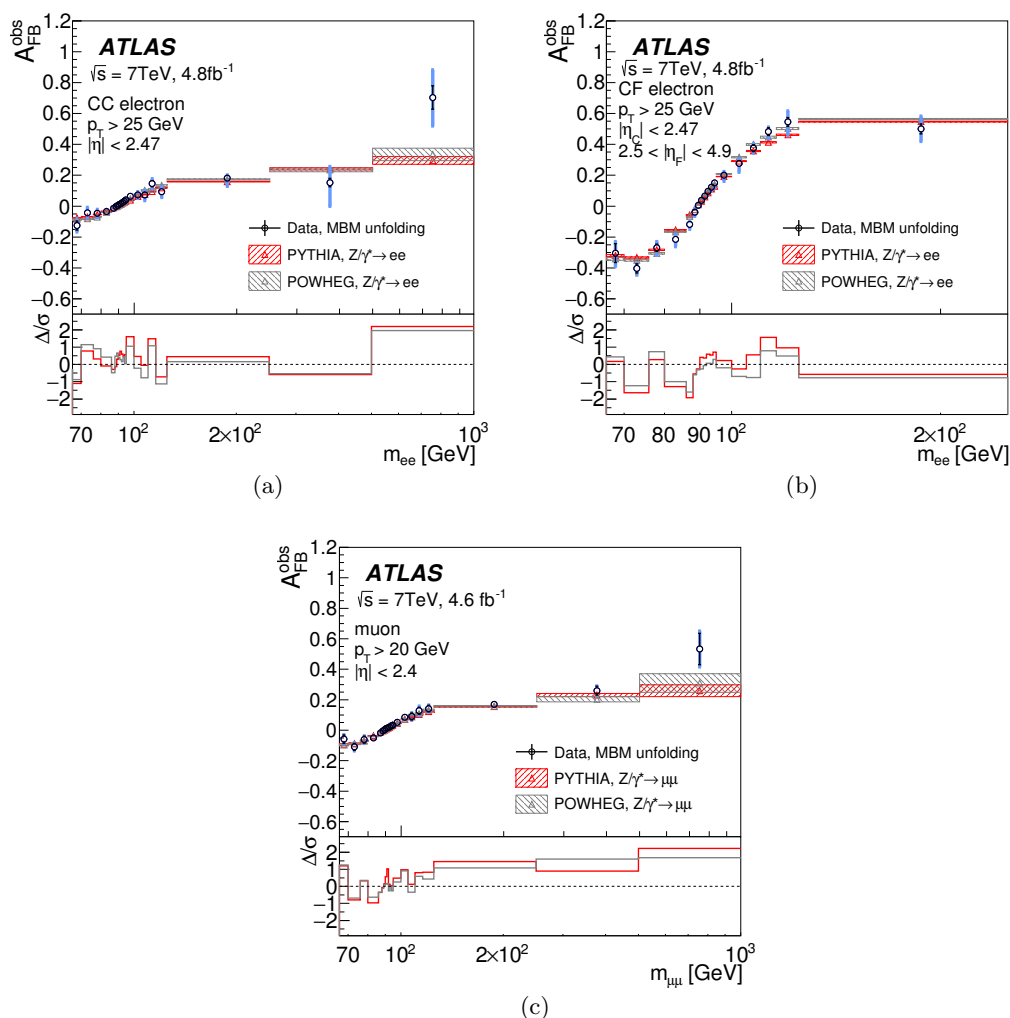 A_FB^obs
1.2
1
0.8
0.6
0.4
0.2
0
−0.2
−0.4
−0.6
ATLAS
√s = 7TeV, 4.8fb⁻¹
CC electron
p_T > 25 GeV
|η| < 2.47
Data, MBM unfolding
PYTHIA, Z/γ*→ ee
POWHEG, Z/γ*→ ee
Δ/σ
2
1
0
−1
−2
70 10² 2×10² 10³
m_ee [GeV]
(a)
A_FB^obs
1.2
1
0.8
0.6
0.4
0.2
0
−0.2
−0.4
−0.6
ATLAS
√s = 7TeV, 4.8fb⁻¹
CF electron
p_T > 25 GeV
|η_C| < 2.47
2.5 < |η_F| < 4.9
Data, MBM unfolding
PYTHIA, Z/γ*→ ee
POWHEG, Z/γ*→ ee
Δ/σ
2
1
0
−1
−2
70 80 90 10² 2×10²
m_ee [GeV]
(b)
A_FB^obs
1.2
1
0.8
0.6
0.4
0.2
0
−0.2
−0.4
−0.6
ATLAS
√s = 7TeV, 4.6 fb⁻¹
muon
p_T > 20 GeV
|η| < 2.4
Data, MBM unfolding
PYTHIA, Z/γ*→ μμ
POWHEG, Z/γ*→ μμ
Δ/σ
2
1
0
−1
−2
70 10² 2×10² 10³
m_μμ [GeV]
(c)